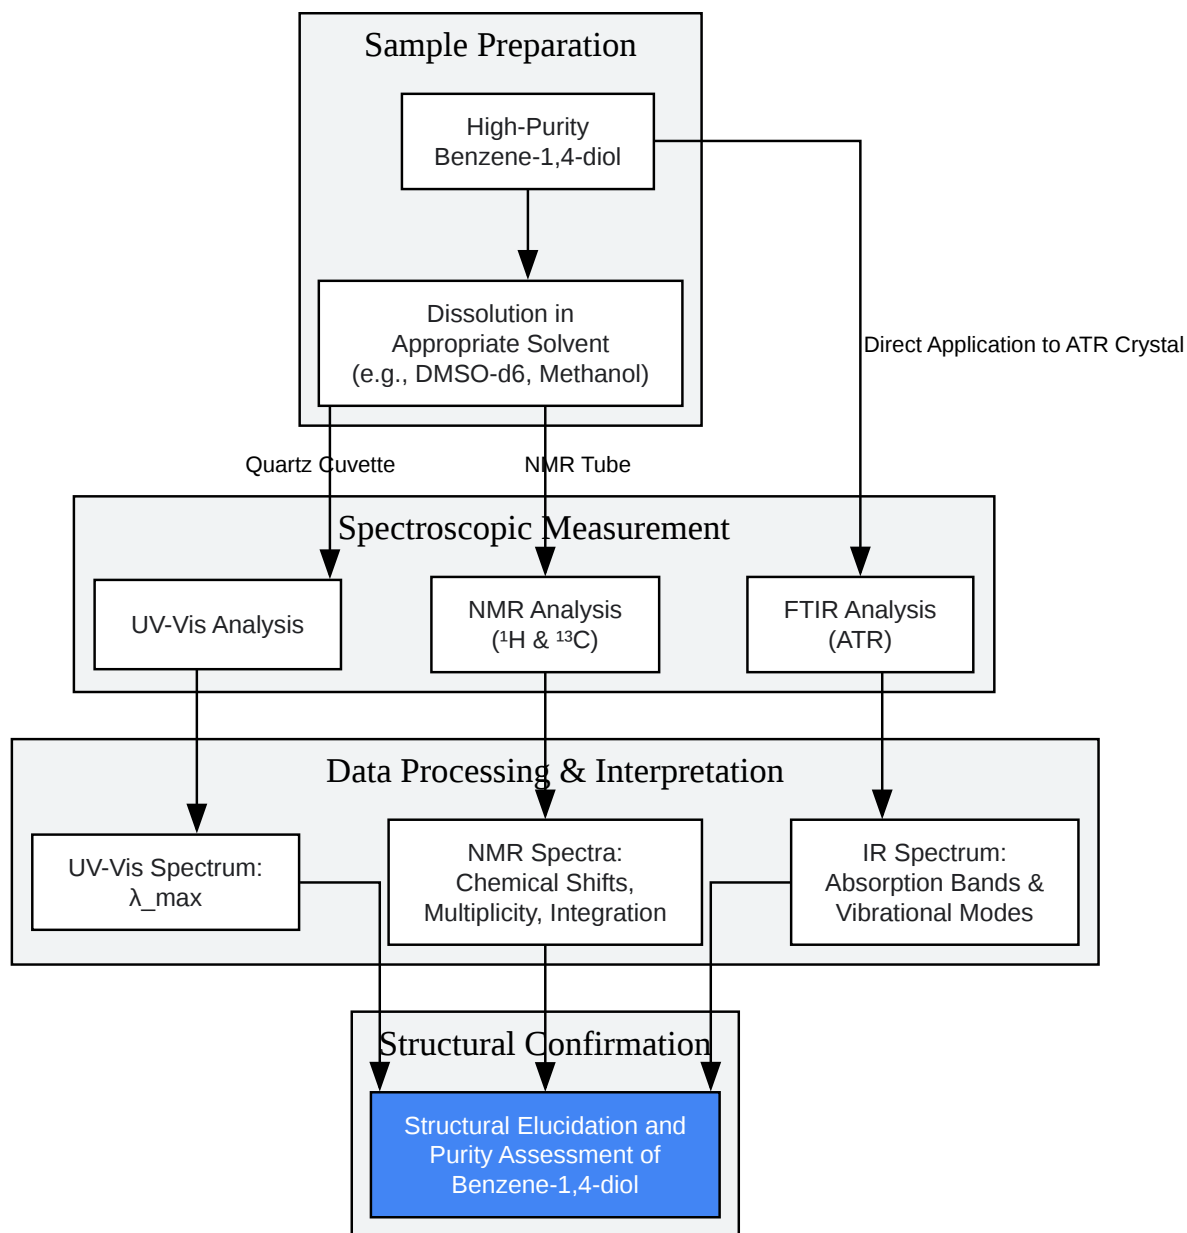 Sample Preparation
High-Purity
Benzene-1,4-diol
Dissolution in
Appropriate Solvent
(e.g., DMSO-d6, Methanol)
Direct Application to ATR Crystal
Quartz Cuvette
NMR Tube
Spectroscopic Measurement
UV-Vis Analysis
NMR Analysis
(¹H & ¹³C)
FTIR Analysis
(ATR)
Data Processing & Interpretation
UV-Vis Spectrum:
λ_max
NMR Spectra:
Chemical Shifts,
Multiplicity, Integration
IR Spectrum:
Absorption Bands &
Vibrational Modes
Structural Confirmation
Structural Elucidation and
Purity Assessment of
Benzene-1,4-diol